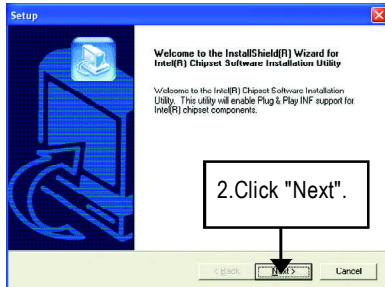 Setup
Welcome to the InstallShield(R) Wizard for
Intel(R) Chipset Software Installation Utility
Welcome to the Intel(R) Chipset Software Installation
Utility. This utility will enable Plug & Play INF support for
Intel(R) chipset components.
2.Click "Next".
< Back Next > Cancel